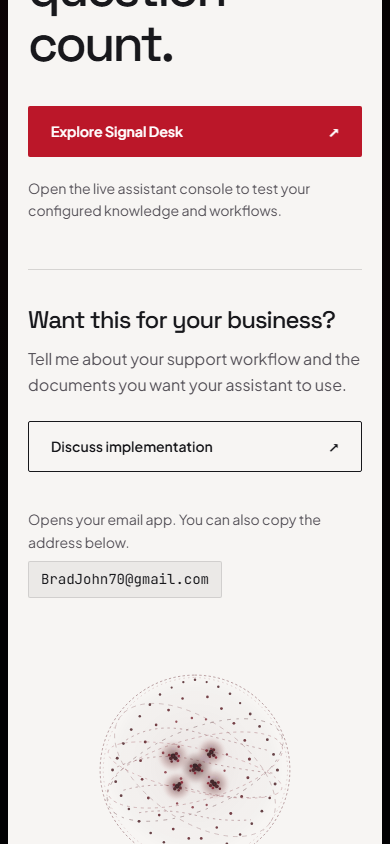 question
count.
Explore Signal Desk ↗
Open the live assistant console to test your
configured knowledge and workflows.
Want this for your business?
Tell me about your support workflow and the
documents you want your assistant to use.
Discuss implementation ↗
Opens your email app. You can also copy the
address below.
BradJohn70@gmail.com